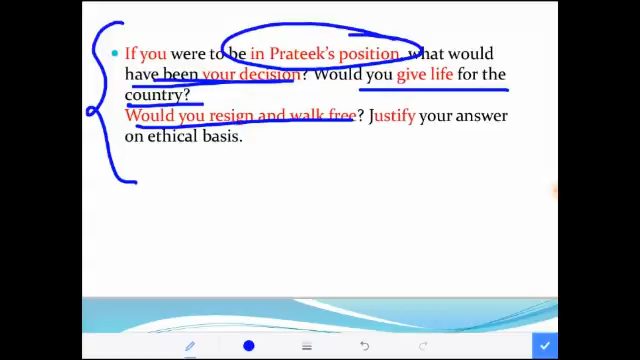 If you were to be in Prateek's position, what would
have been your decision? Would you give life for the
country?
Would you resign and walk free? Justify your answer
on ethical basis.